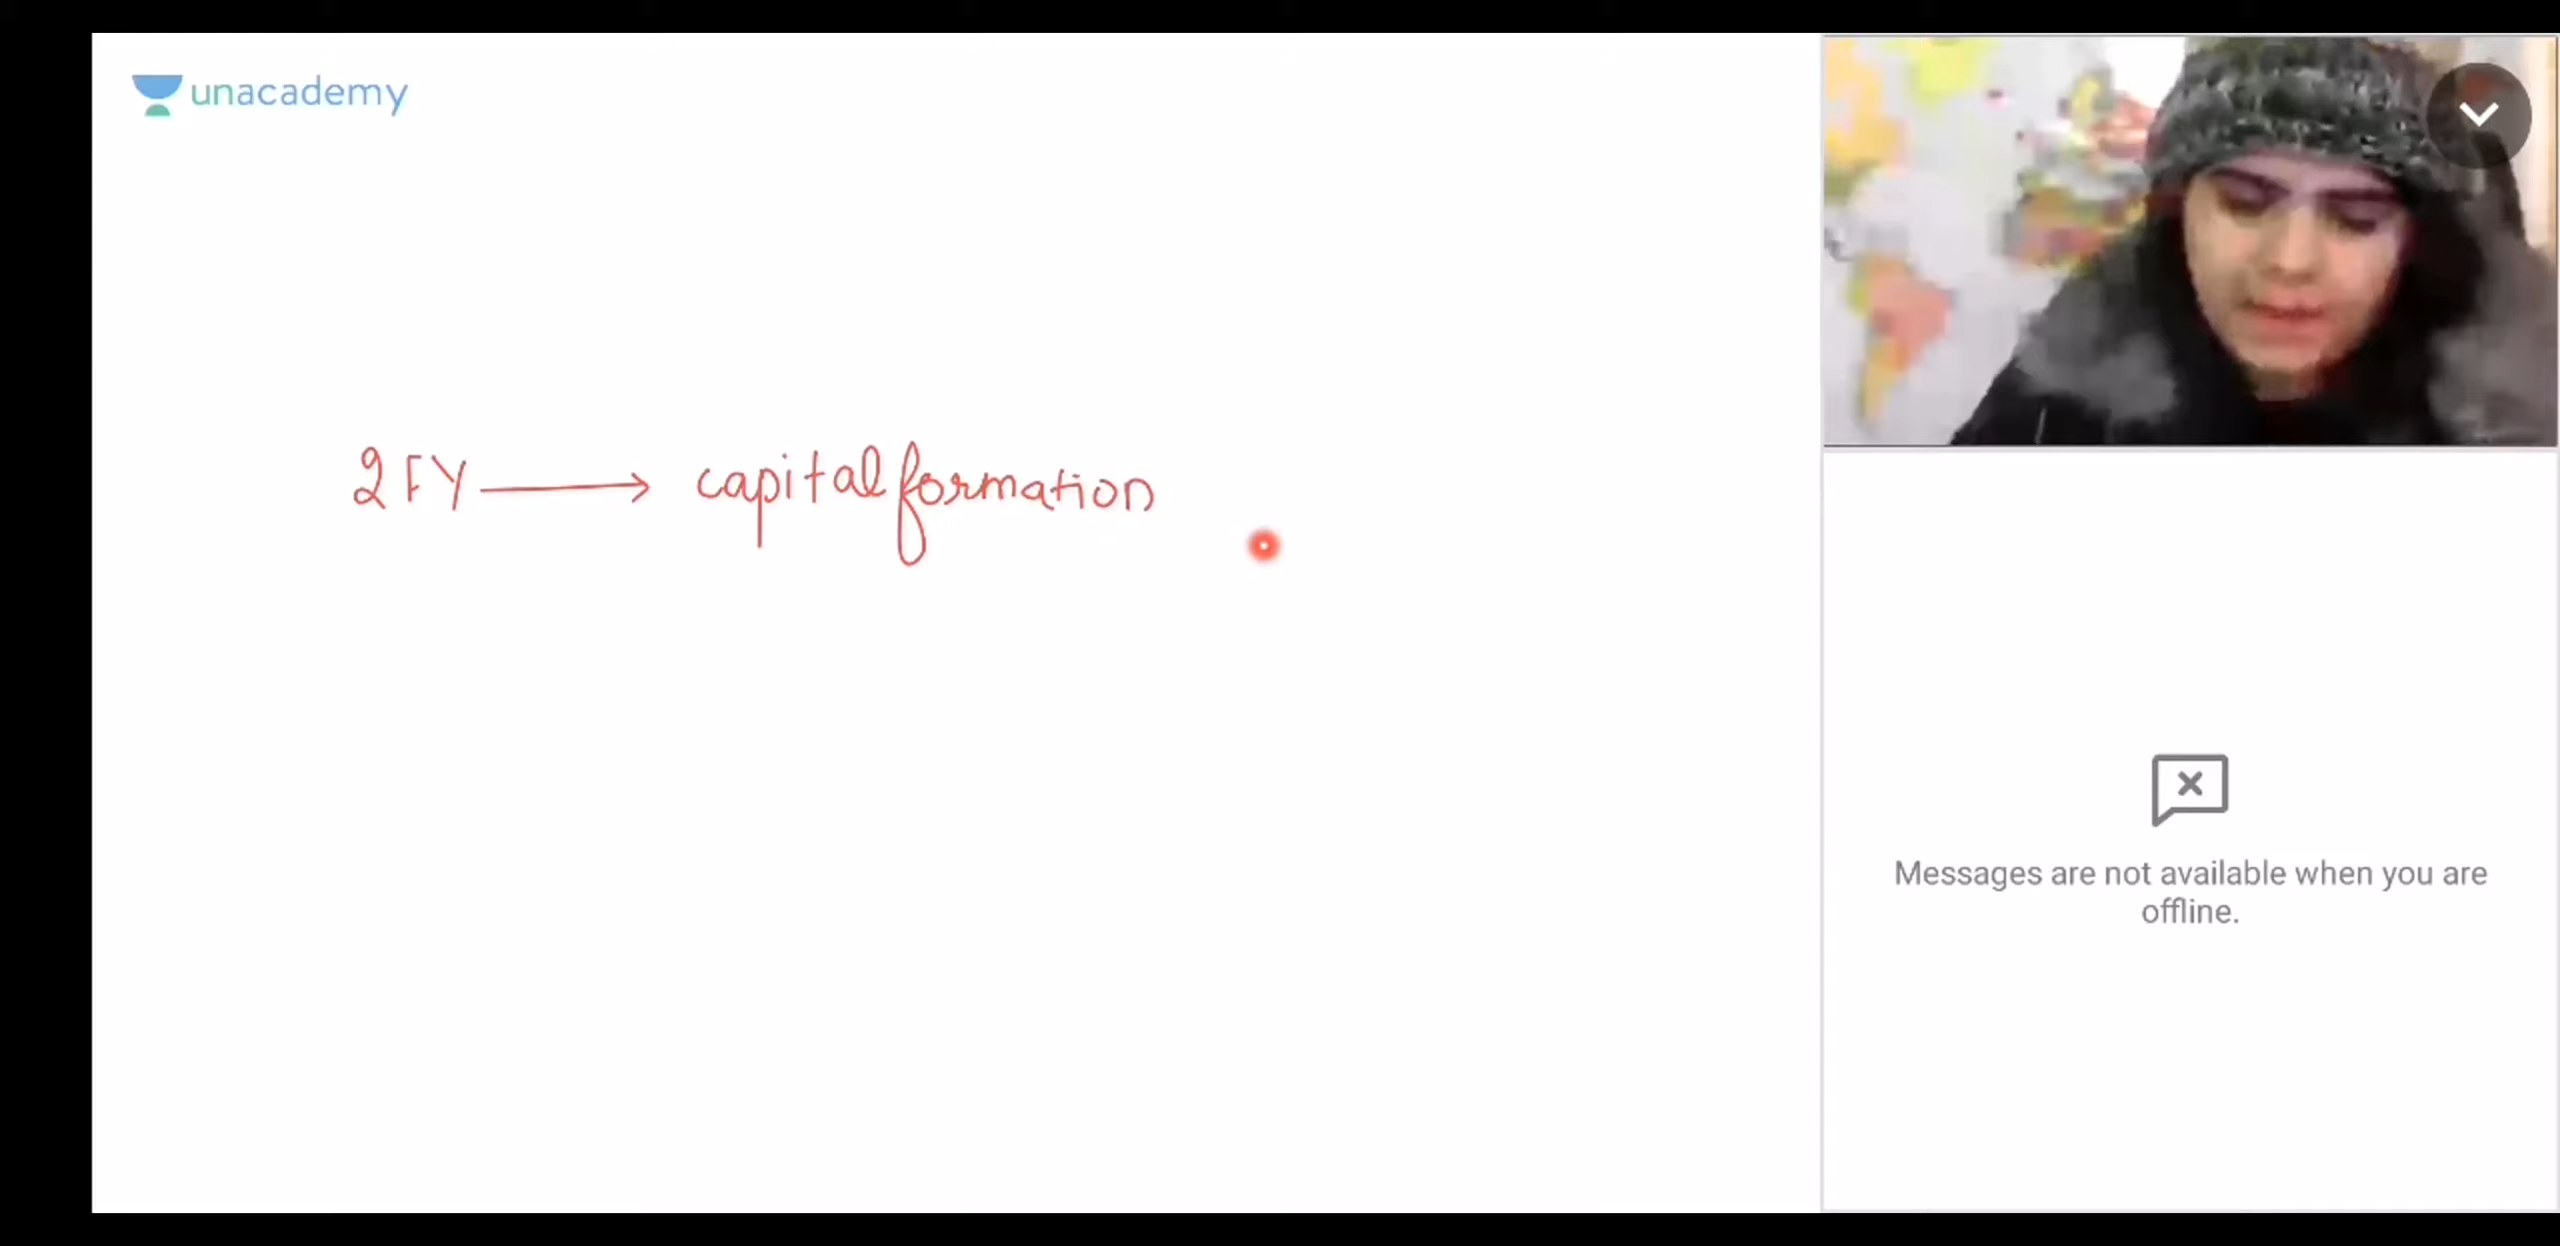 unacademy
2FY → capital formation
Messages are not available when you are
offline.